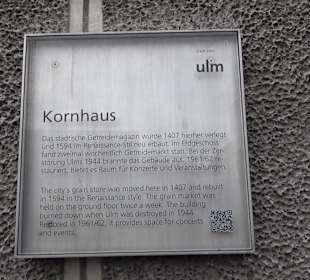 ulm
Kornhaus
Das städtische Getreidemagazin wurde 1407 hierher verlegt
und 1594 im Renaissance-Stil neu erbaut. Im Erdgeschoss
fand zweimal wöchentlich Getreidemarkt statt. Bei der Zer-
störung Ulms 1944 brannte das Gebäude aus. 1961/62 re-
stauriert, bietet es Raum für Konzerte und Veranstaltungen.
The city's grain store was moved here in 1407 and rebuilt
in 1594 in the Renaissance style. The grain market was
held on the ground floor twice a week. The building
burned down when Ulm was destroyed in 1944.
Restored in 1961/62, it provides space for concerts
and events.